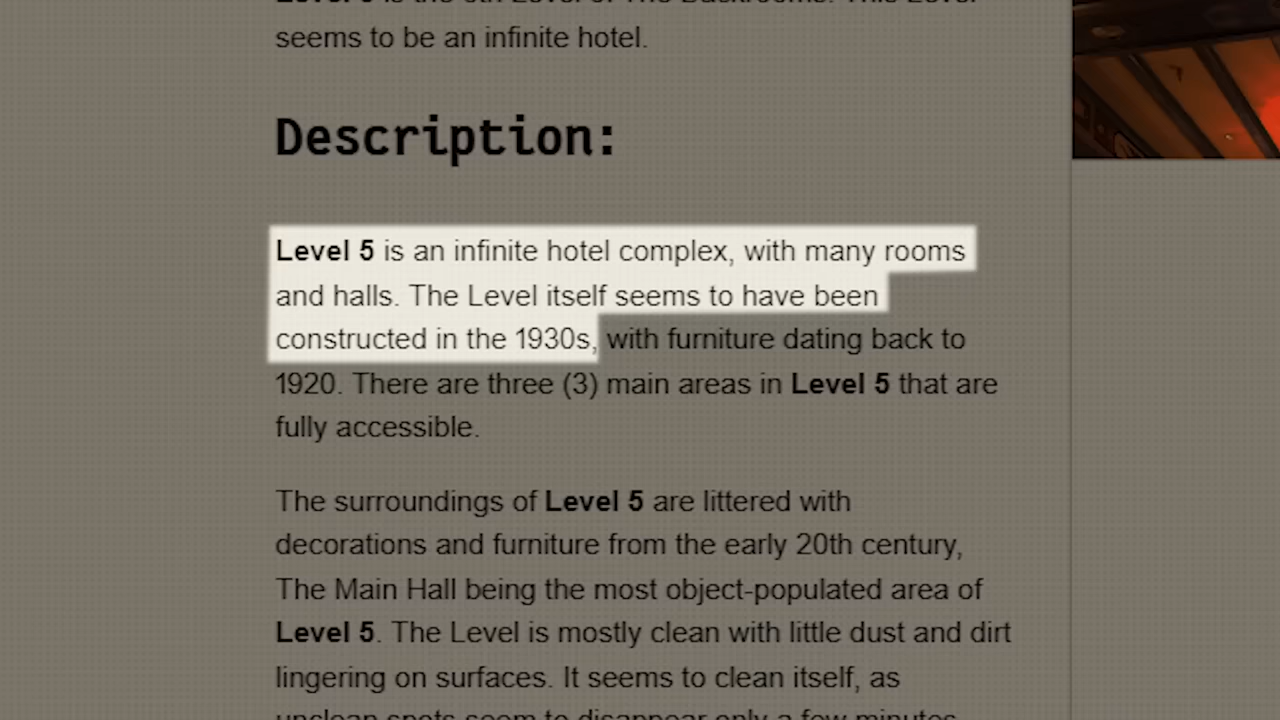 seems to be an infinite hotel.
Description:
Level 5 is an infinite hotel complex, with many rooms
and halls. The Level itself seems to have been
constructed in the 1930s, with furniture dating back to
1920. There are three (3) main areas in Level 5 that are
fully accessible.
The surroundings of Level 5 are littered with
decorations and furniture from the early 20th century,
The Main Hall being the most object-populated area of
Level 5. The Level is mostly clean with little dust and dirt
lingering on surfaces. It seems to clean itself, as